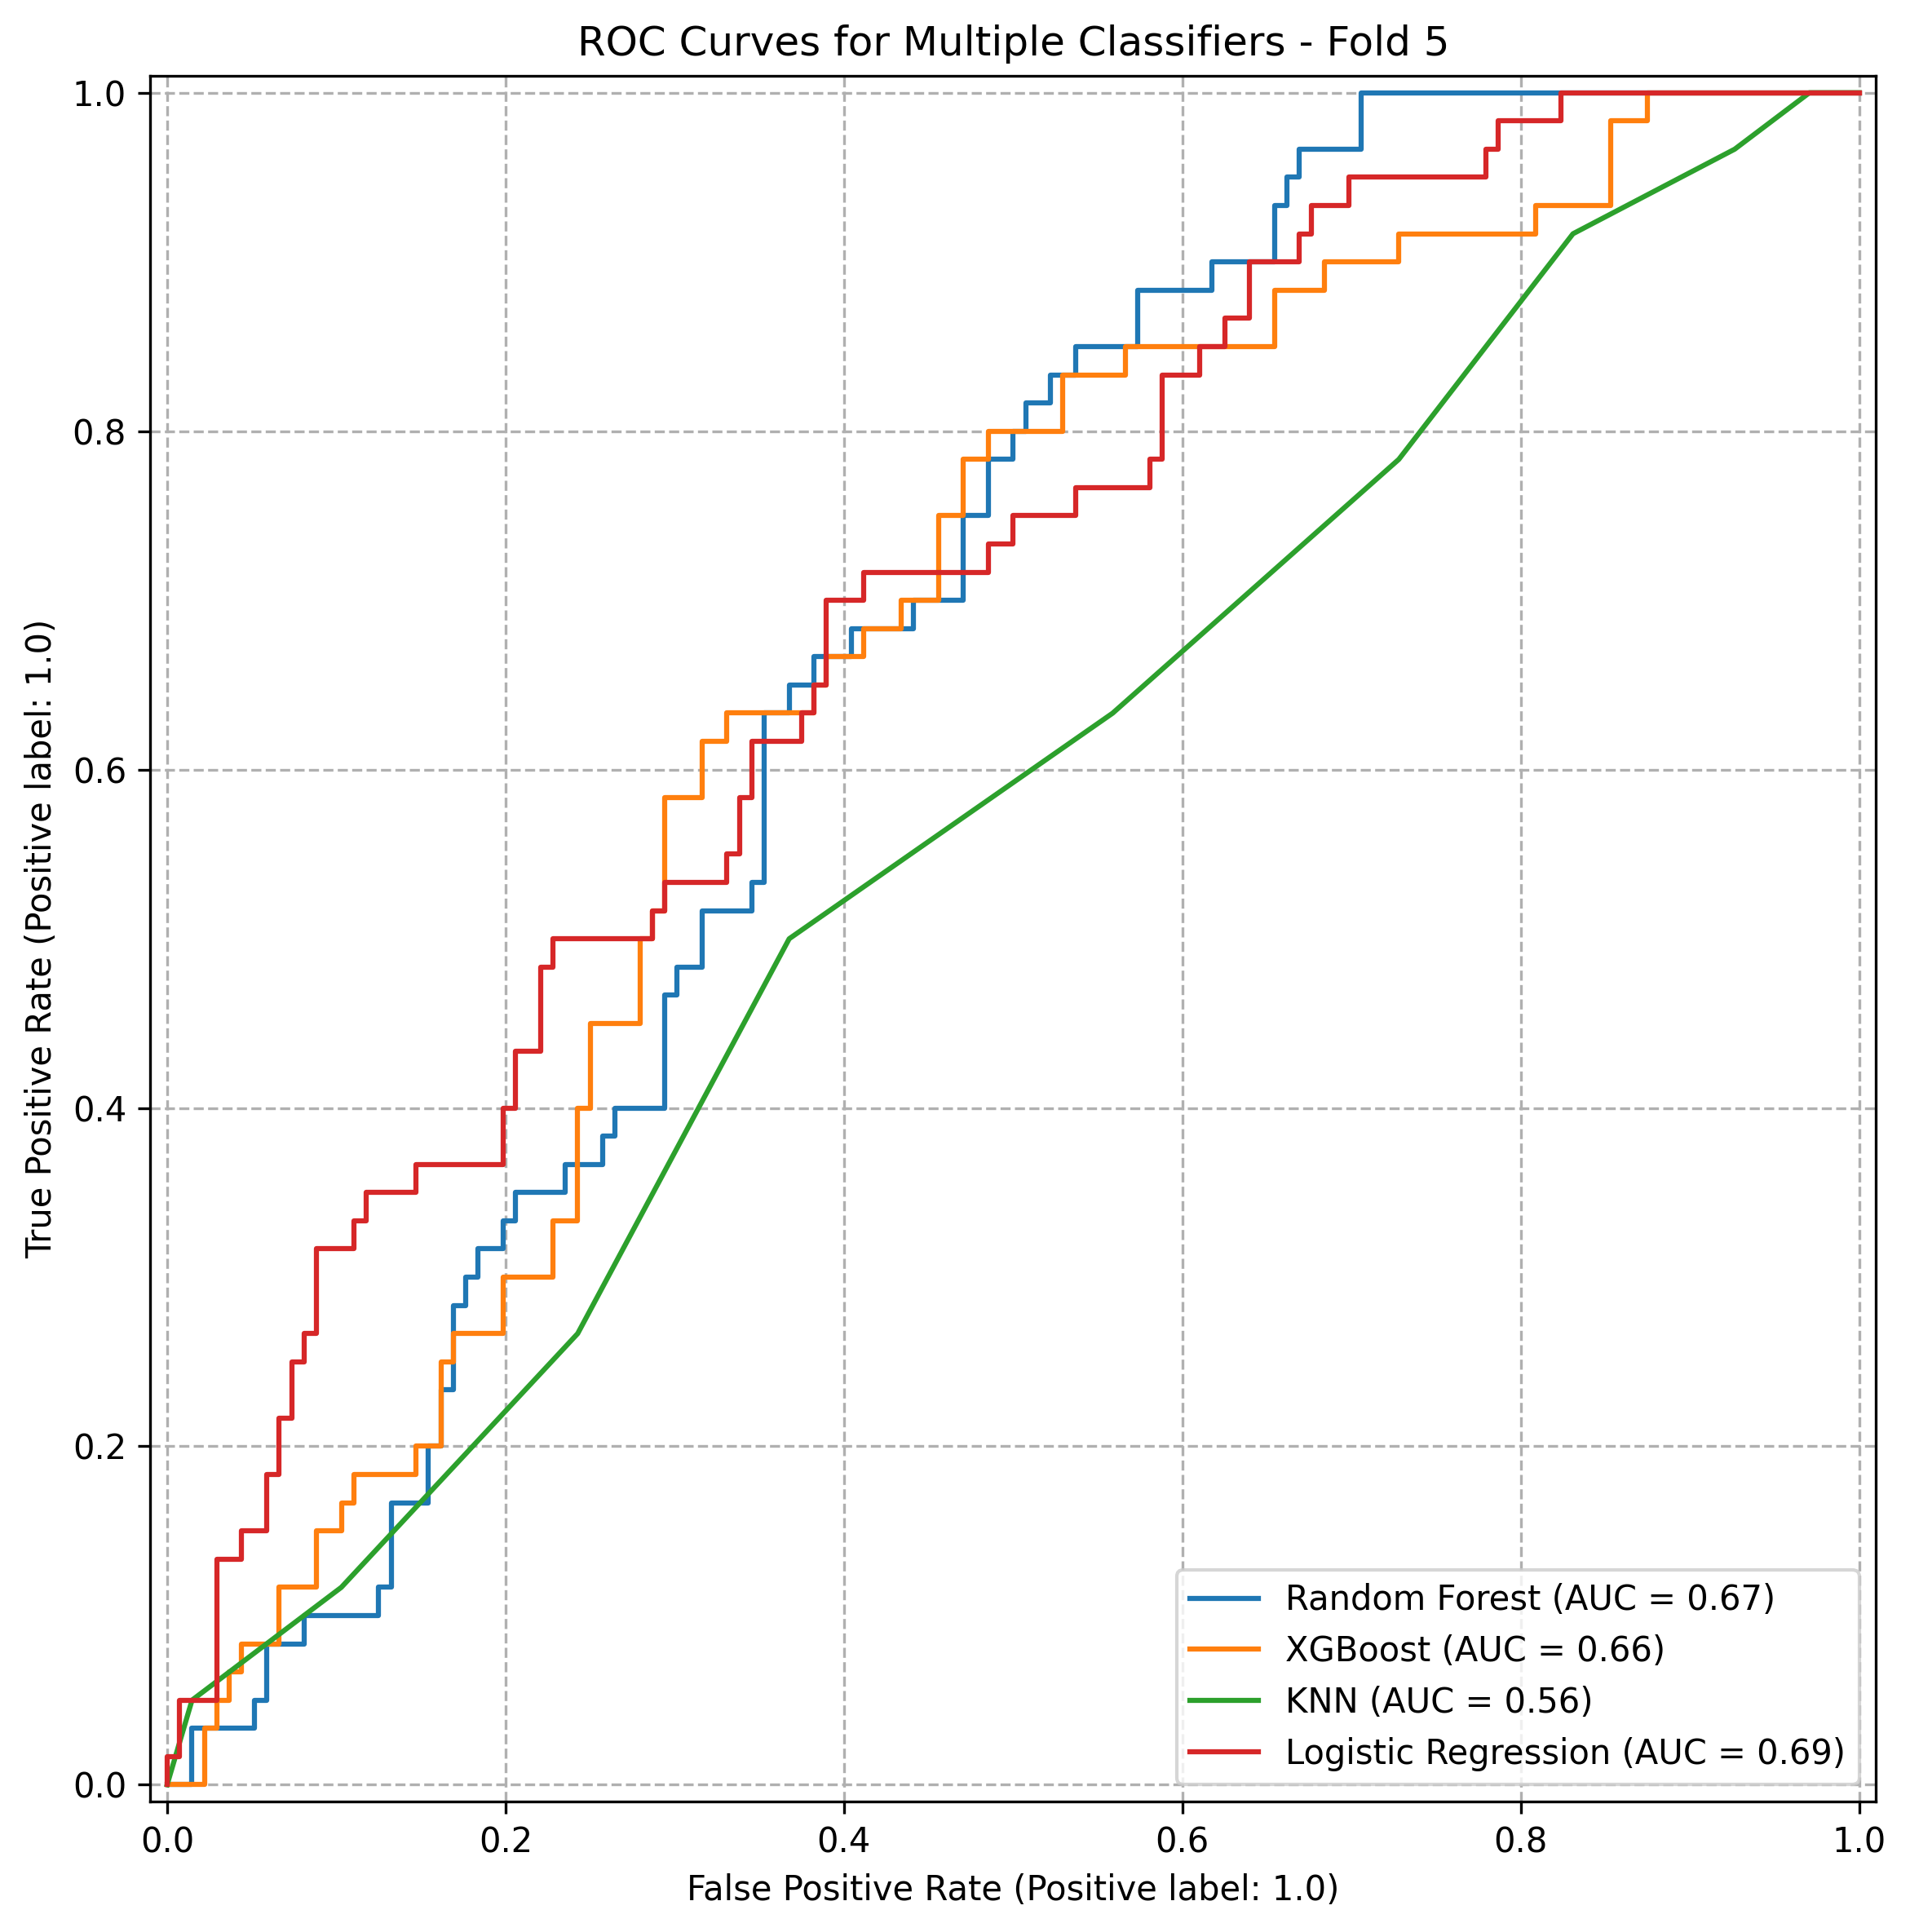 ROC Curves for Multiple Classifiers - Fold 5
True Positive Rate (Positive label: 1.0)
1.0
0.8
0.6
0.4
0.2
0.0
Random Forest (AUC = 0.67)
XGBoost (AUC = 0.66)
KNN (AUC = 0.56)
Logistic Regression (AUC = 0.69)
0.0 0.2 0.4 0.6 0.8 1.0
False Positive Rate (Positive label: 1.0)